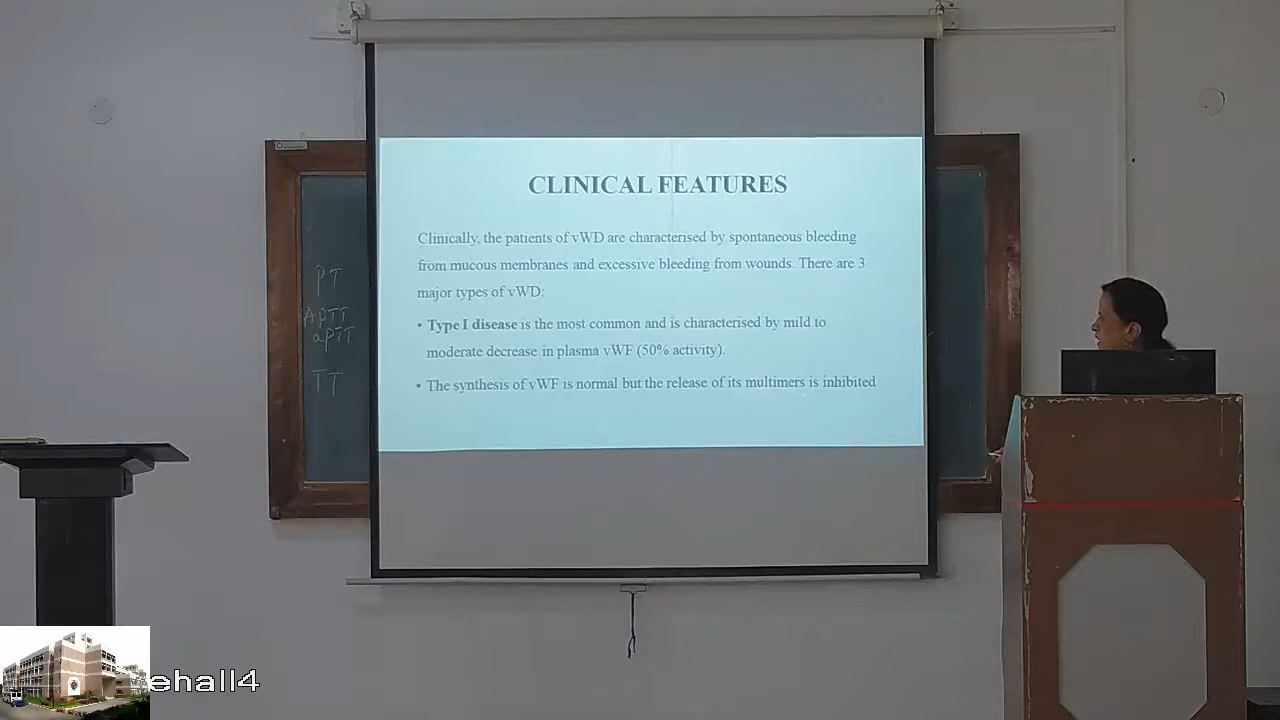 CLINICAL FEATURES
Clinically, the patients of vWD are characterised by spontaneous bleeding
from mucous membranes and excessive bleeding from wounds. There are 3
major types of vWD:
• Type I disease is the most common and is characterised by mild to
moderate decrease in plasma vWF (50% activity).
• The synthesis of vWF is normal but the release of its multimers is inhibited
PT
APTT
aPTT
TT
ehall4